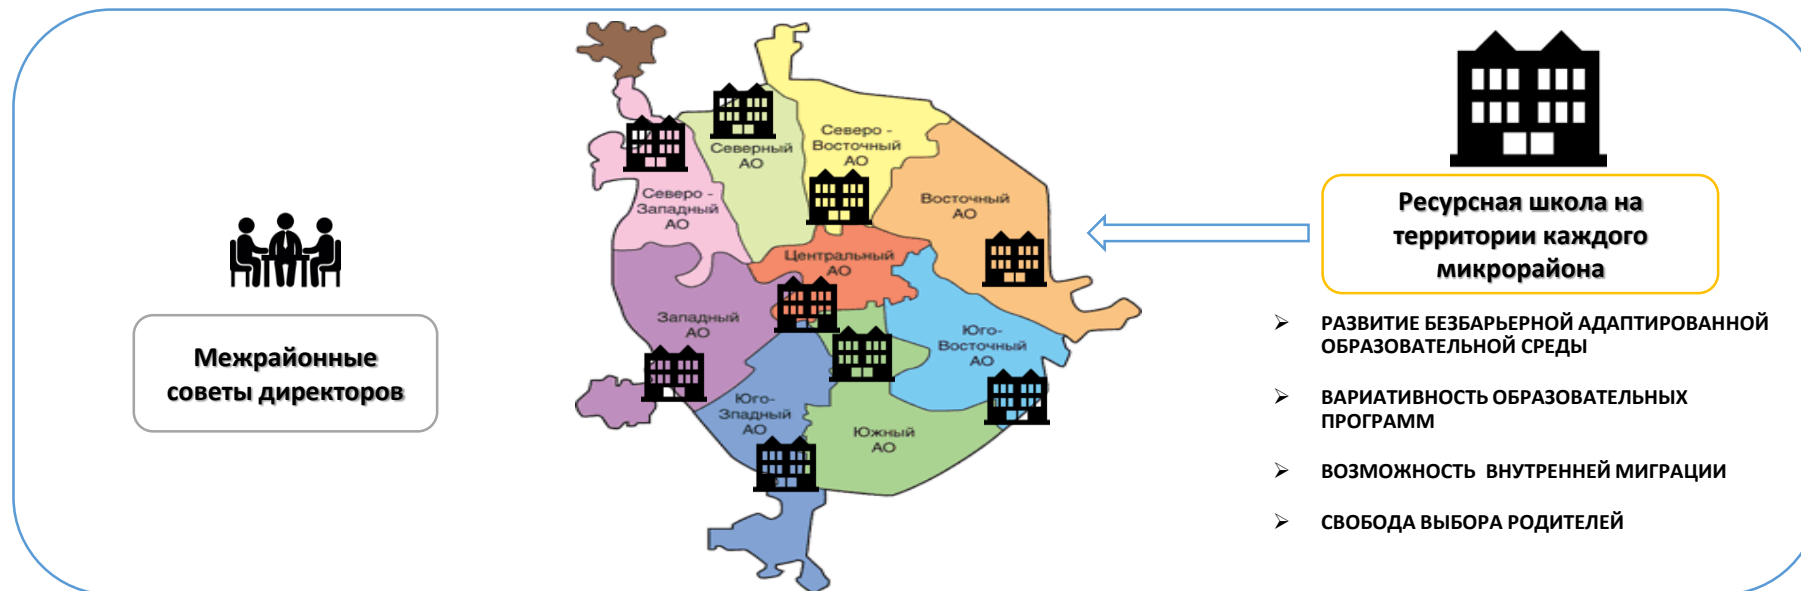 Межрайонные
советы директоров
Северный
АО
Северо -
Восточный
АО
Северо -
Западный
АО
Восточный
АО
Центральный
АО
Западный
АО
Юго-
Восточный
АО
Юго-
Зпадный
АО
Южный
АО
Ресурсная школа на
территории каждого
микрорайона
➢ РАЗВИТИЕ БЕЗБАРЬЕРНОЙ АДАПТИРОВАННОЙ
ОБРАЗОВАТЕЛЬНОЙ СРЕДЫ
➢ ВАРИАТИВНОСТЬ ОБРАЗОВАТЕЛЬНЫХ
ПРОГРАММ
➢ ВОЗМОЖНОСТЬ ВНУТРЕННЕЙ МИГРАЦИИ
➢ СВОБОДА ВЫБОРА РОДИТЕЛЕЙ